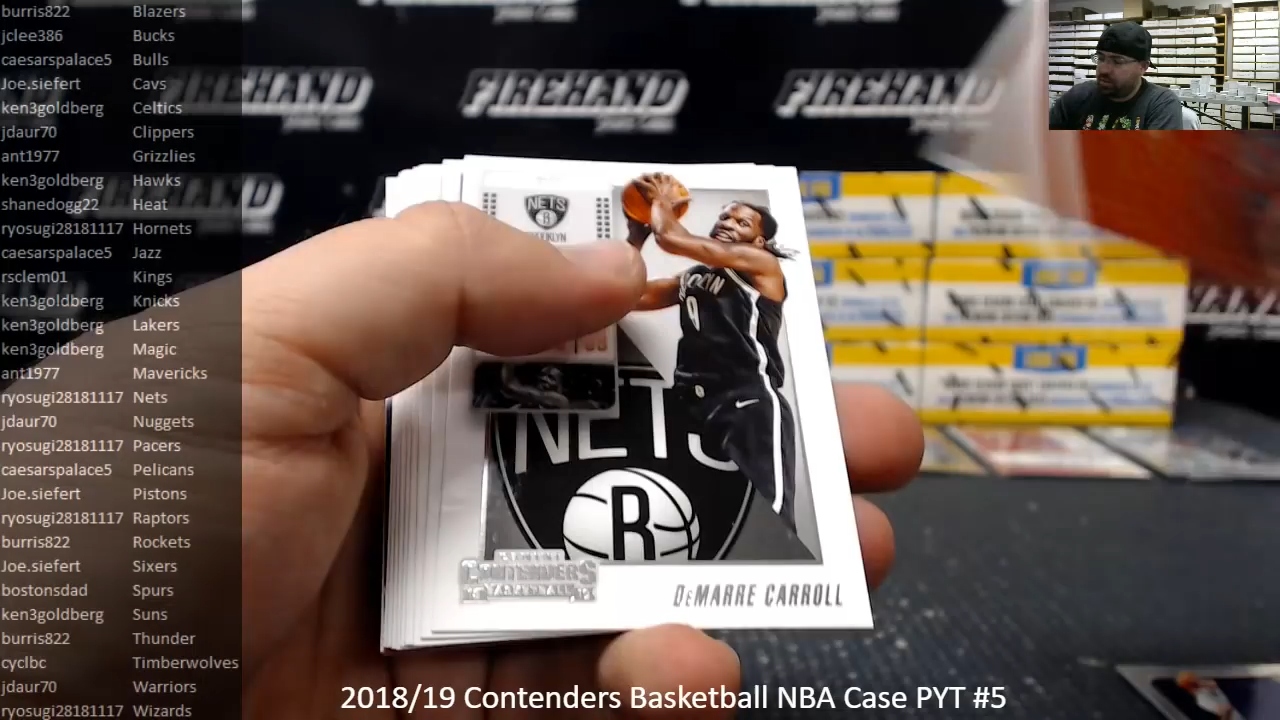 burris822 Blazers
jclee386 Bucks
caesarspalace5 Bulls
Joe.siefert Cavs
ken3goldberg Celtics
jdaur70 Clippers
ant1977 Grizzlies
ken3goldberg Hawks
shanedogg22 Heat
ryosugi28181117 Hornets
caesarspalace5 Jazz
rsclem01 Kings
ken3goldberg Knicks
ken3goldberg Lakers
ken3goldberg Magic
ant1977 Mavericks
ryosugi28181117 Nets
jdaur70 Nuggets
ryosugi28181117 Pacers
caesarspalace5 Pelicans
Joe.siefert Pistons
ryosugi28181117 Raptors
burris822 Rockets
Joe.siefert Sixers
bostonsdad Spurs
ken3goldberg Suns
burris822 Thunder
cyclbc Timberwolves
jdaur70 Warriors
ryosugi28181117 Wizards
FIREHAND FIREHAND FIREHAND
NETS
B
BROOKLYN
9
NETS
B
CONTENDERS
BASKETBALL
DEMARRE CARROLL
2018/19 Contenders Basketball NBA Case PYT #5